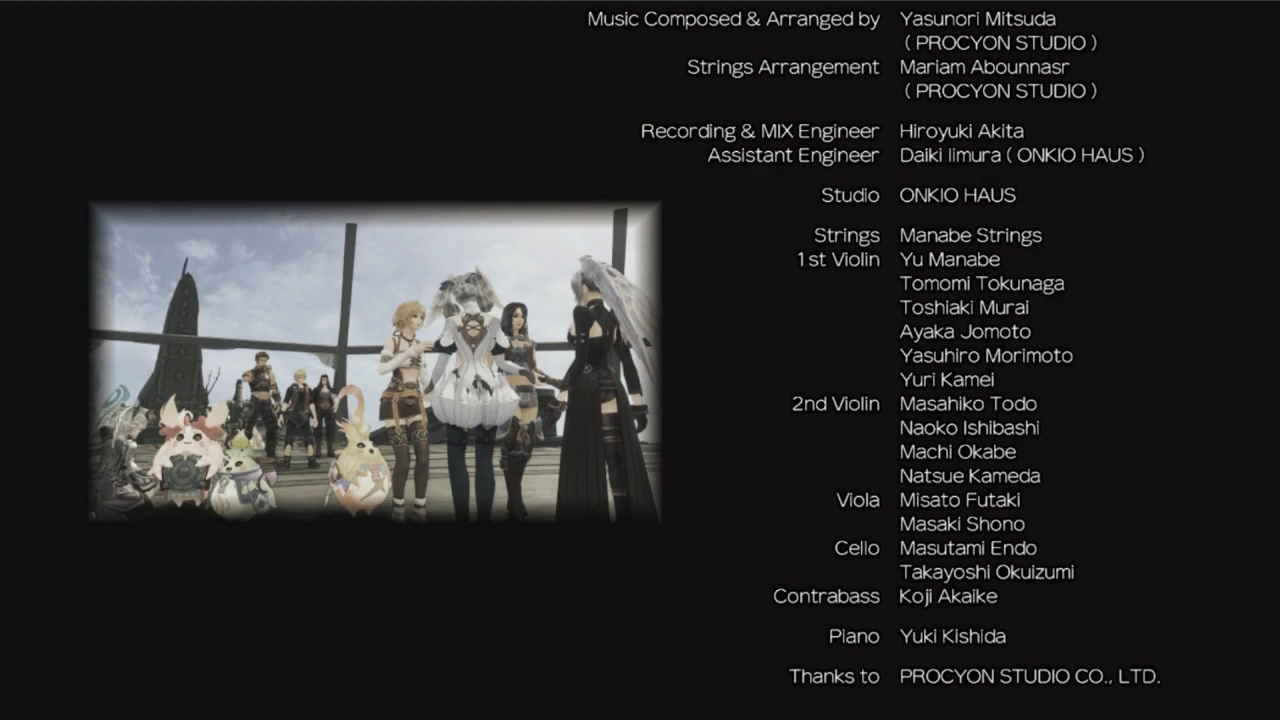 Music Composed & Arranged by Yasunori Mitsuda
( PROCYON STUDIO )
Strings Arrangement Mariam Abounnasr
( PROCYON STUDIO )
Recording & MIX Engineer Hiroyuki Akita
Assistant Engineer Daiki Iimura ( ONKIO HAUS )
Studio ONKIO HAUS
Strings Manabe Strings
1st Violin Yu Manabe
Tomomi Tokunaga
Toshiaki Murai
Ayaka Jomoto
Yasuhiro Morimoto
Yuri Kamei
2nd Violin Masahiko Todo
Naoko Ishibashi
Machi Okabe
Natsue Kameda
Viola Misato Futaki
Masaki Shono
Cello Masutami Endo
Takayoshi Okuizumi
Contrabass Koji Akaike
Piano Yuki Kishida
Thanks to PROCYON STUDIO CO., LTD.